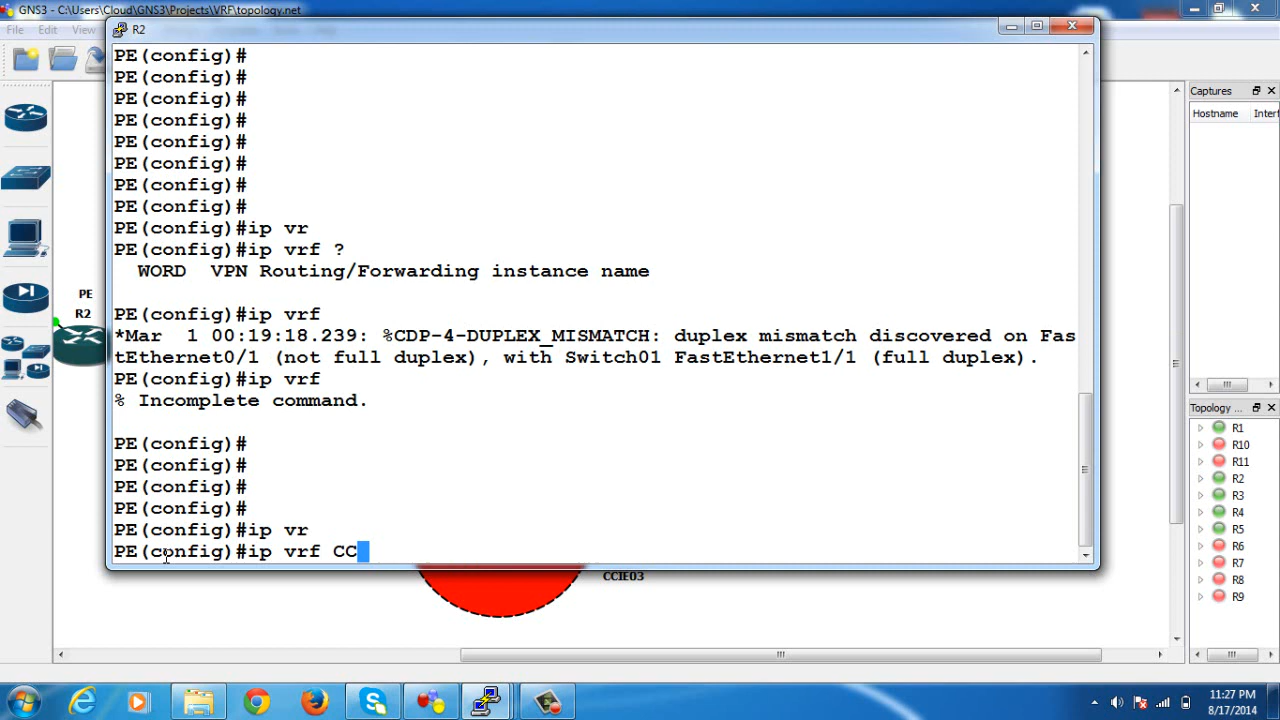 GNS3 - C:\Users\Cloud\GNS3\Projects\VRF\topology.net
File Edit
R2
PE(config)#
PE(config)#
PE(config)#
PE(config)#
PE(config)#
PE(config)#
PE(config)#
PE(config)#
PE(config)#ip vr
PE(config)#ip vrf ?
WORD VPN Routing/Forwarding instance name
PE(config)#ip vrf
*Mar 1 00:19:18.239: %CDP-4-DUPLEX_MISMATCH: duplex mismatch discovered on Fas
tEthernet0/1 (not full duplex), with Switch01 FastEthernet1/1 (full duplex).
PE(config)#ip vrf
% Incomplete command.
PE(config)#
PE(config)#
PE(config)#
PE(config)#
PE(config)#ip vr
PE(config)#ip vrf CC
PE
R2
CCIE03
Captures
Hostname Interf
Topology ...
R1
R10
R11
R2
R3
R4
R5
R6
R7
R8
R9
11:27 PM
8/17/2014